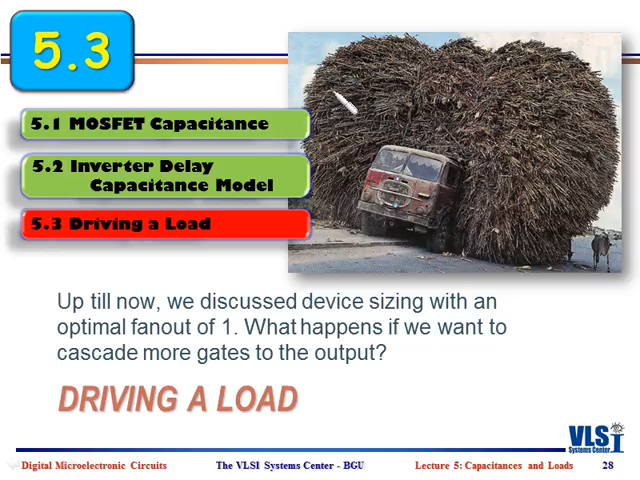 5.3
5.1 MOSFET Capacitance
5.2 Inverter Delay
Capacitance Model
5.3 Driving a Load
Up till now, we discussed device sizing with an
optimal fanout of 1. What happens if we want to
cascade more gates to the output?
DRIVING A LOAD
VLSI
Systems Center
Digital Microelectronic Circuits
The VLSI Systems Center - BGU
Lecture 5: Capacitances and Loads
28